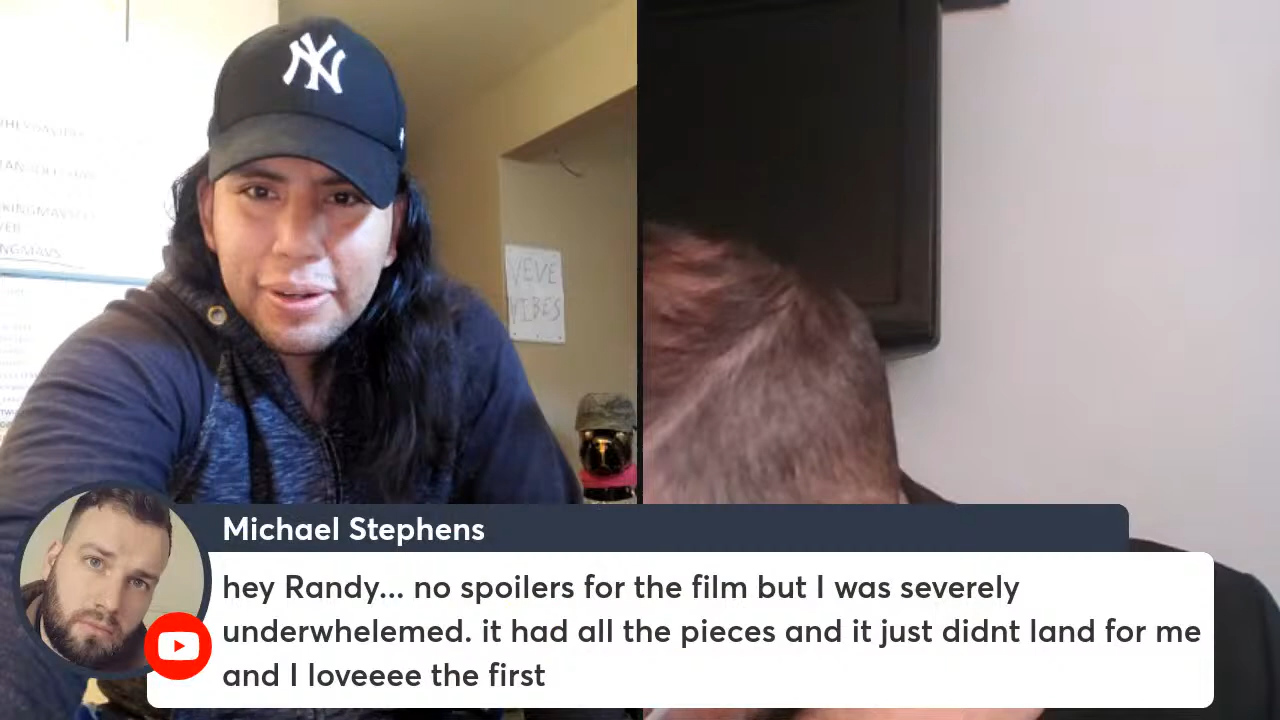 NY
VEVE
VIBES
Michael Stephens
hey Randy... no spoilers for the film but I was severely
underwhelemed. it had all the pieces and it just didnt land for me
and I loveeee the first